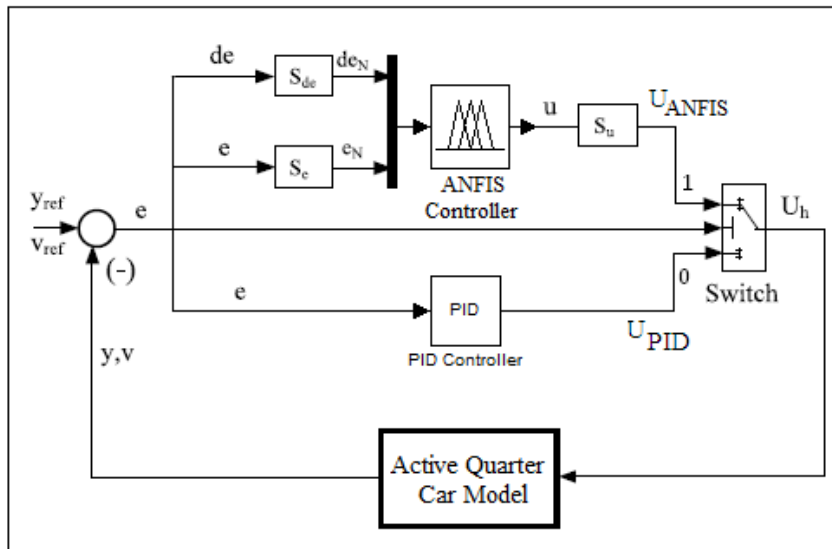 de
S_de
de_N
e
S_e
e_N
ANFIS
Controller
u
S_u
U_ANFIS
1
y_ref
v_ref
e
(-)
U_h
0
Switch
e
PID
PID Controller
U_PID
y,v
Active Quarter
Car Model